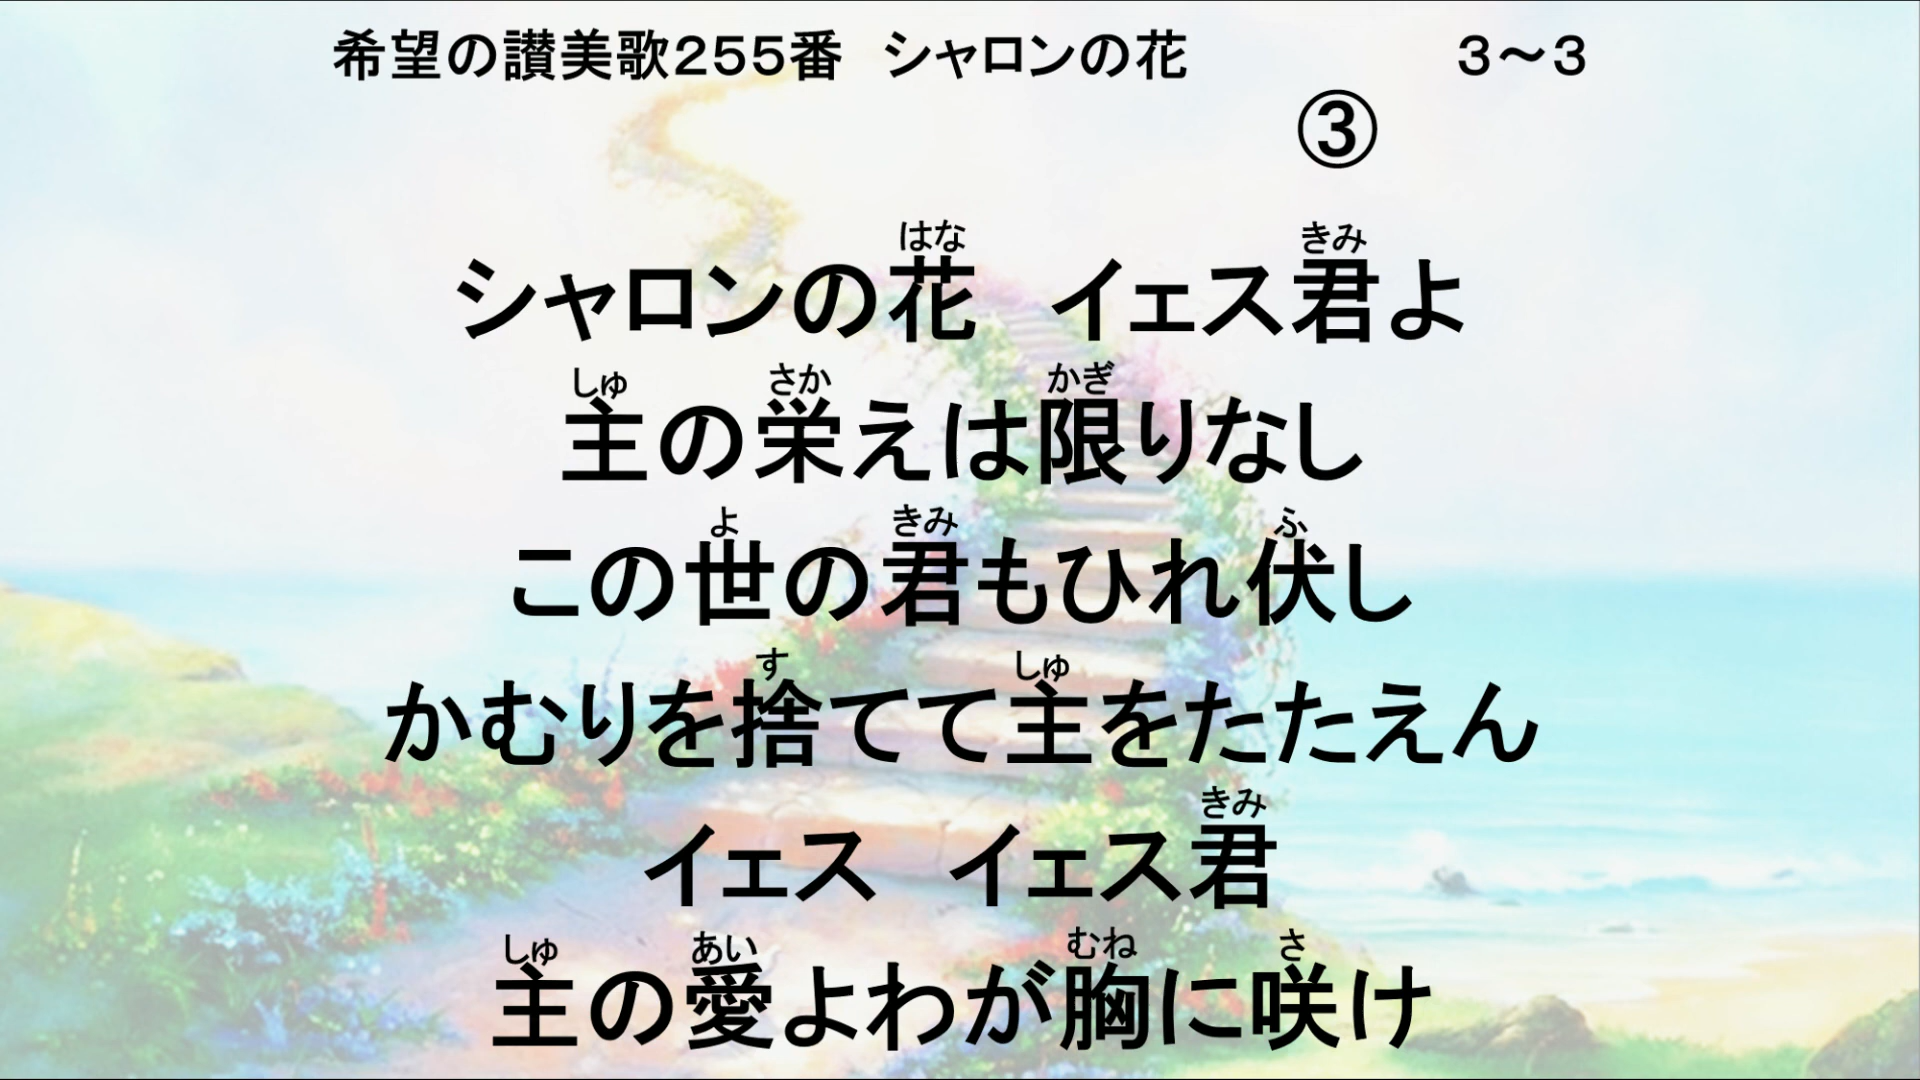 希望の讃美歌２５５番　シャロンの花　３～３
③
シャロンの花　イェス君よ
主の栄えは限りなし
この世の君もひれ伏し
かむりを捨てて主をたたえん
イェス　イェス君
主の愛よわが胸に咲け